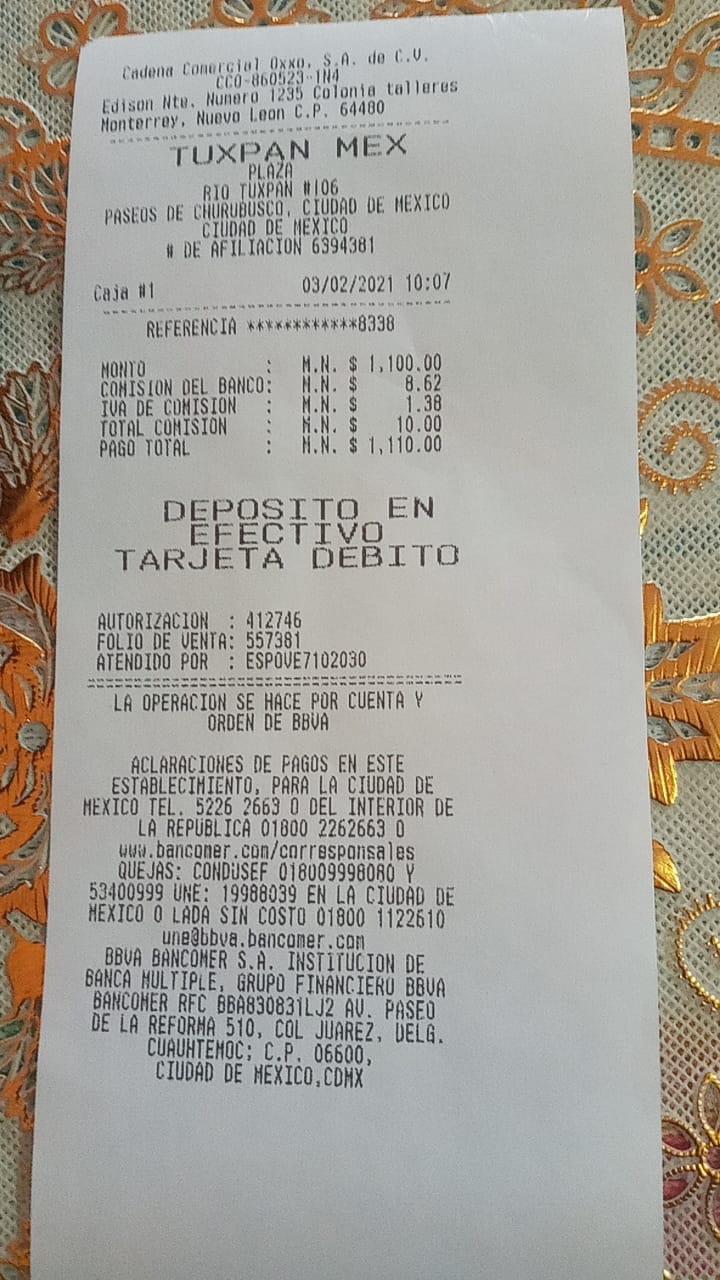 Cadena Comercial Oxxo, S.A. de C.V.
CCO-860523-1N4
Edison Nte. Numero 1235 Colonia talleres
Monterrey, Nuevo Leon C.P. 64480
TUXPAN MEX
PLAZA
RIO TUXPAN #106
PASEOS DE CHURUBUSCO, CIUDAD DE MEXICO
CIUDAD DE MEXICO
# DE AFILIACION 6394381
Caja #1 03/02/2021 10:07
REFERENCIA ************8338
MONTO : M.N. $ 1,100.00
COMISION DEL BANCO: M.N. $ 8.62
IVA DE COMISION : M.N. $ 1.38
TOTAL COMISION : M.N. $ 10.00
PAGO TOTAL : M.N. $ 1,110.00
DEPOSITO EN
EFECTIVO
TARJETA DEBITO
AUTORIZACION : 412746
FOLIO DE VENTA: 557381
ATENDIDO POR : ESPOVE7102030
LA OPERACION SE HACE POR CUENTA Y
ORDEN DE BBVA
ACLARACIONES DE PAGOS EN ESTE
ESTABLECIMIENTO, PARA LA CIUDAD DE
MEXICO TEL. 5226 2663 O DEL INTERIOR DE
LA REPUBLICA 01800 2262663 O
www.bancomer.com/corresponsales
QUEJAS: CONDUSEF 018009998080 Y
53400999 UNE: 19988039 EN LA CIUDAD DE
MEXICO O LADA SIN COSTO 01800 1122610
une@bbva.bancomer.com
BBVA BANCOMER S.A. INSTITUCION DE
BANCA MULTIPLE, GRUPO FINANCIERO BBVA
BANCOMER RFC BBA830831LJ2 AV. PASEO
DE LA REFORMA 510, COL JUAREZ, DELG.
CUAUHTEMOC; C.P. 06600,
CIUDAD DE MEXICO,CDMX